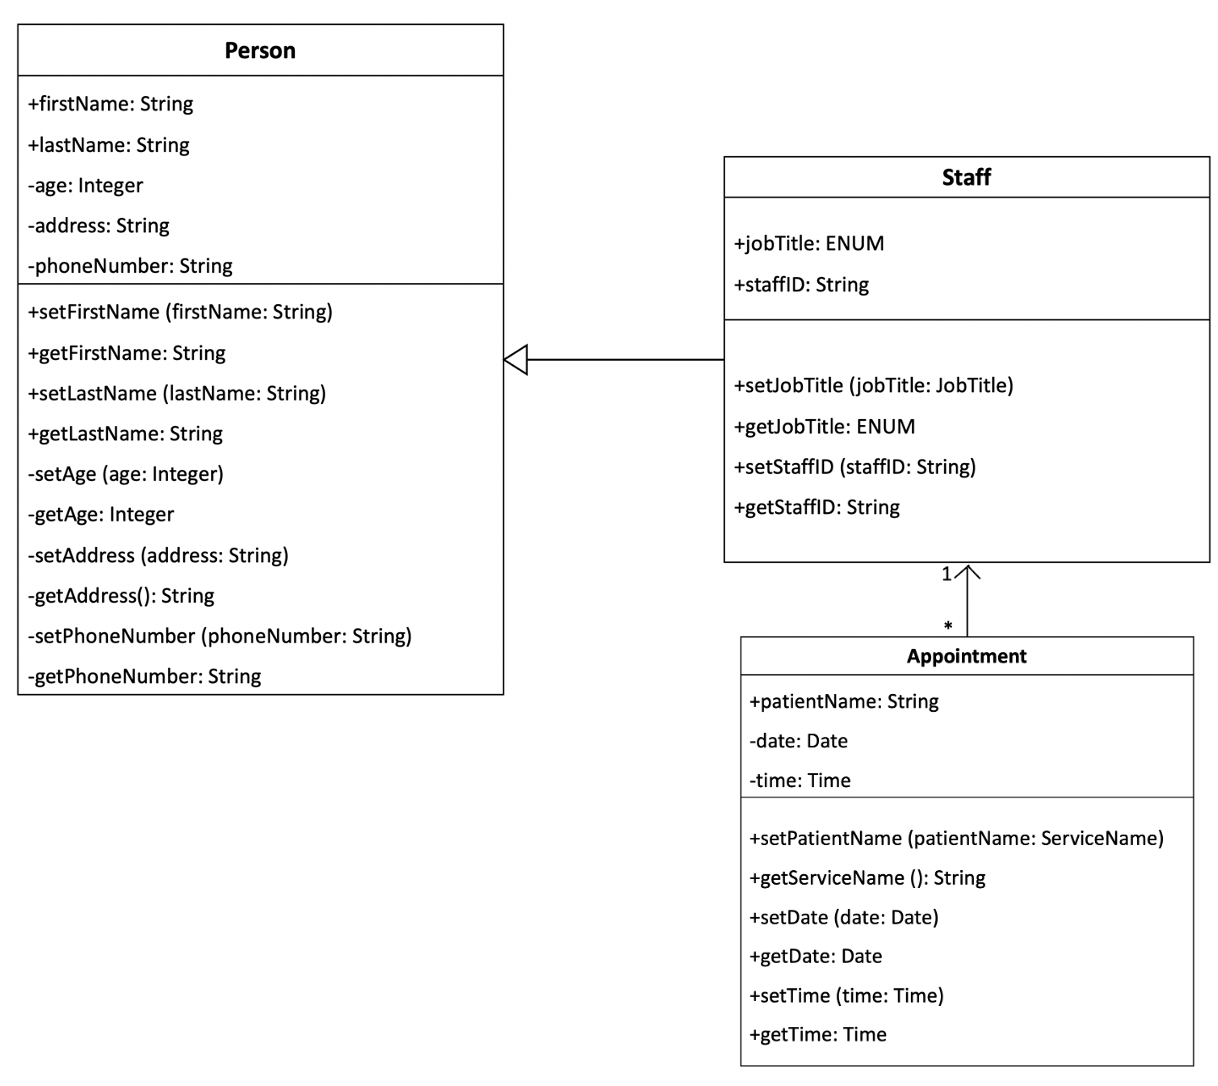 Person
+firstName: String
+lastName: String
-age: Integer
-address: String
-phoneNumber: String
+setFirstName (firstName: String)
+getFirstName: String
+setLastName (lastName: String)
+getLastName: String
-setAge (age: Integer)
-getAge: Integer
-setAddress (address: String)
-getAddress(): String
-setPhoneNumber (phoneNumber: String)
-getPhoneNumber: String
Staff
+jobTitle: ENUM
+staffID: String
+setJobTitle (jobTitle: JobTitle)
+getJobTitle: ENUM
+setStaffID (staffID: String)
+getStaffID: String
1
*
Appointment
+patientName: String
-date: Date
-time: Time
+setPatientName (patientName: ServiceName)
+getServiceName (): String
+setDate (date: Date)
+getDate: Date
+setTime (time: Time)
+getTime: Time